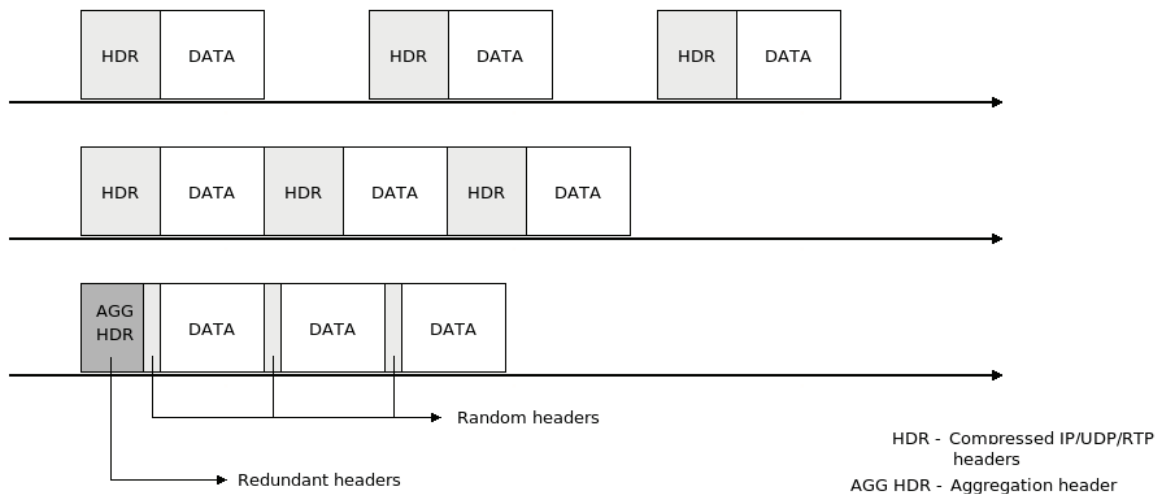 HDR DATA HDR DATA HDR DATA
HDR DATA HDR DATA HDR DATA
AGG
HDR
DATA DATA DATA
Random headers
Redundant headers
HDR - Compressed IP/UDP/RTP
headers
AGG HDR - Aggregation header